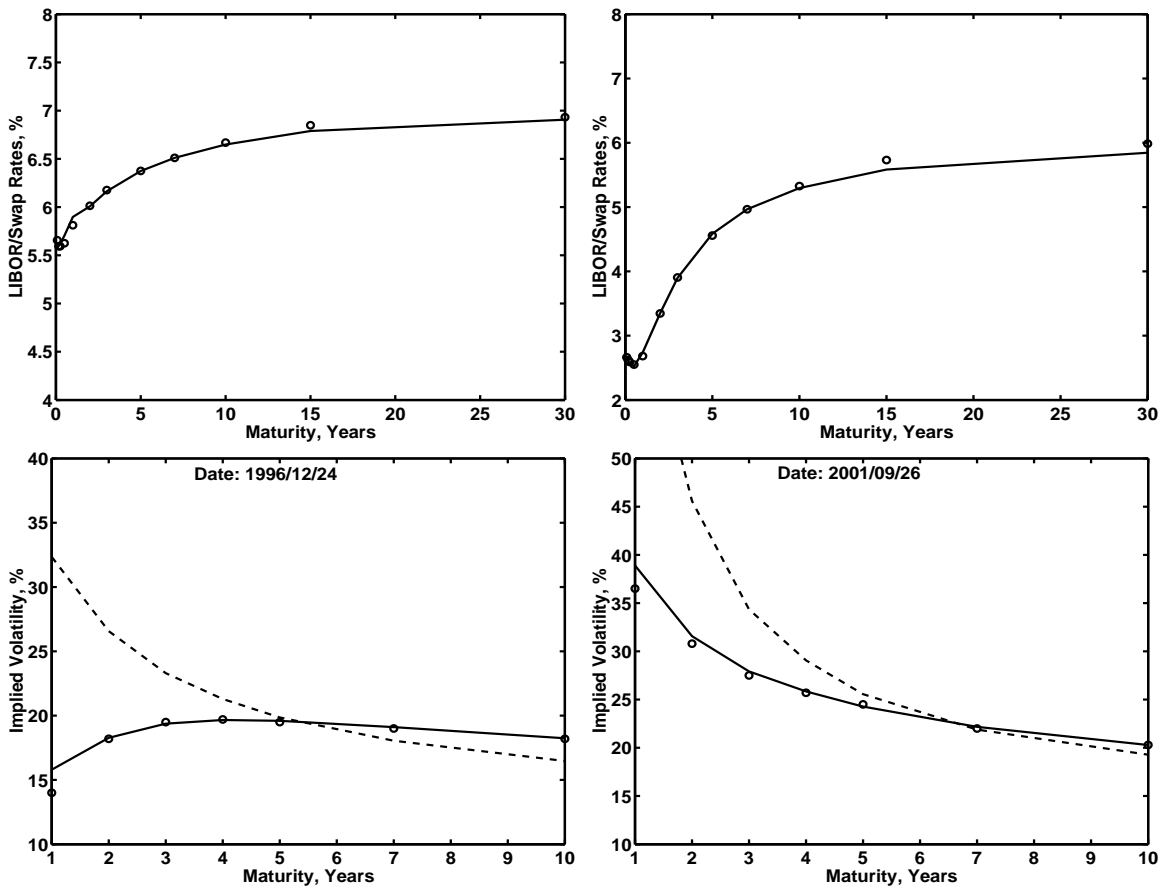 8
7.5
7
6.5
6
5.5
5
4.5
4
LIBOR/Swap Rates, %
0 5 10 15 20 25 30
Maturity, Years
8
7
6
5
4
3
2
LIBOR/Swap Rates, %
0 5 10 15 20 25 30
Maturity, Years
Date: 1996/12/24
40
35
30
25
20
15
10
Implied Volatility, %
1 2 3 4 5 6 7 8 9 10
Maturity, Years
Date: 2001/09/26
50
45
40
35
30
25
20
15
10
Implied Volatility, %
1 2 3 4 5 6 7 8 9 10
Maturity, Years